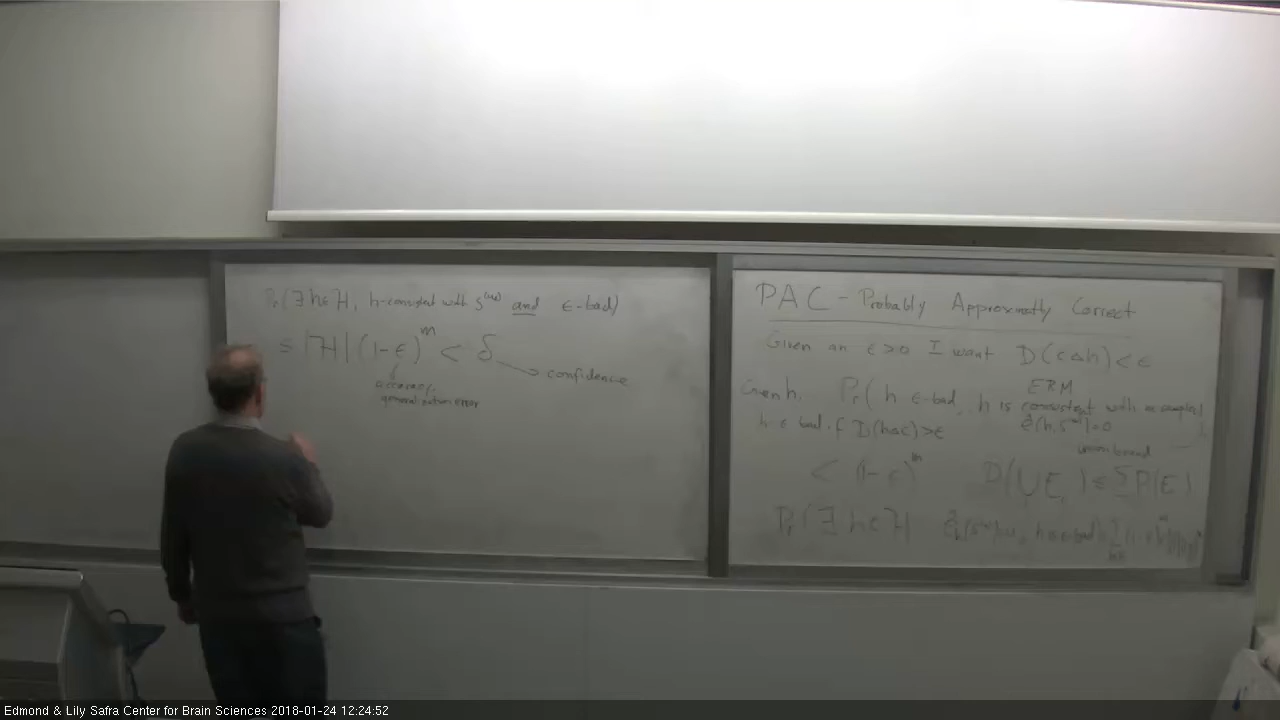 Pr(∃ h∈H, h-consistent with S^(m) and ε-bad)
≤ |H| (1-ε)^m < δ
confidence
accuracy,
generalization error
PAC - Probably Approximately Correct
Given an ε>0 I want D(c∆h)<ε
ERM
Given h, Pr( h ε-bad, h is consistent with m samples
h ε bad if D(h∆c)>ε
union bound
< (1-ε)^m D(∪E_i) ≤ Σ P(E)
Pr(∃ h∈H
Edmond & Lily Safra Center for Brain Sciences 2018-01-24 12:24:52